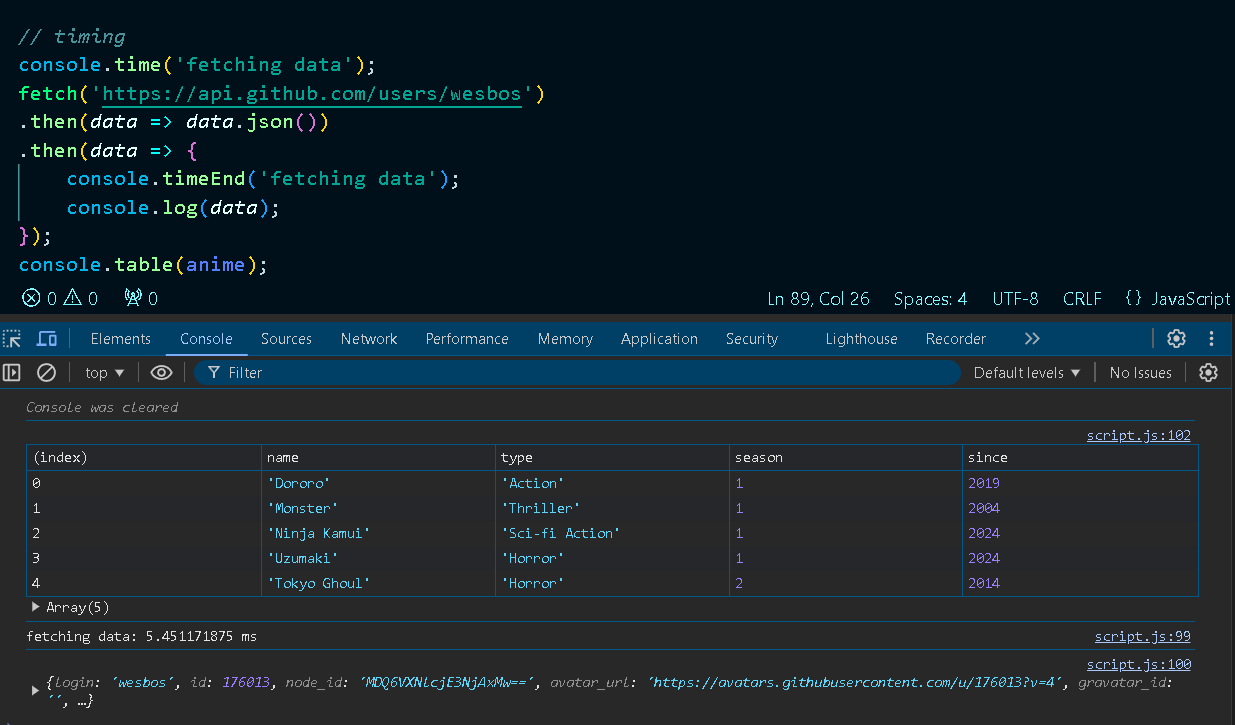 // timing
console.time('fetching data');
fetch('https://api.github.com/users/wesbos')
.then(data => data.json())
.then(data => {
    console.timeEnd('fetching data');
    console.log(data);
});
console.table(anime);
0 0 0 Ln 89, Col 26 Spaces: 4 UTF-8 CRLF {} JavaScript
Elements Console Sources Network Performance Memory Application Security Lighthouse Recorder
top Filter Default levels No Issues
Console was cleared
script.js:102
(index) name type season since
0 'Dororo' 'Action' 1 2019
1 'Monster' 'Thriller' 1 2004
2 'Ninja Kamui' 'Sci-fi Action' 1 2024
3 'Uzumaki' 'Horror' 1 2024
4 'Tokyo Ghoul' 'Horror' 2 2014
Array(5)
fetching data: 5.451171875 ms script.js:99
script.js:100
{login: 'wesbos', id: 176013, node_id: 'MDQ6VXNlcjE3NjAxMw==', avatar_url: 'https://avatars.githubusercontent.com/u/176013?v=4', gravatar_id:
'', …}